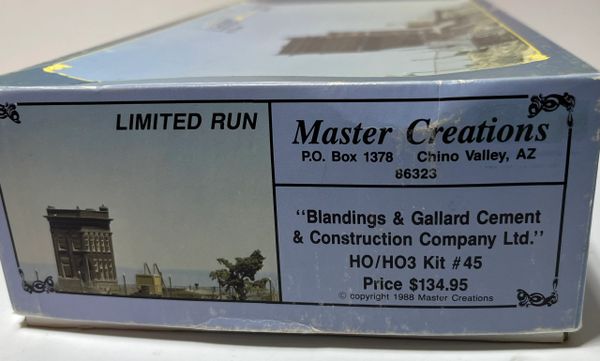 LIMITED RUN
Master Creations
P.O. Box 1378 Chino Valley, AZ
86323
"Blandings & Gallard Cement
& Construction Company Ltd."
HO/HO3 Kit #45
Price $134.95
© copyright 1988 Master Creations